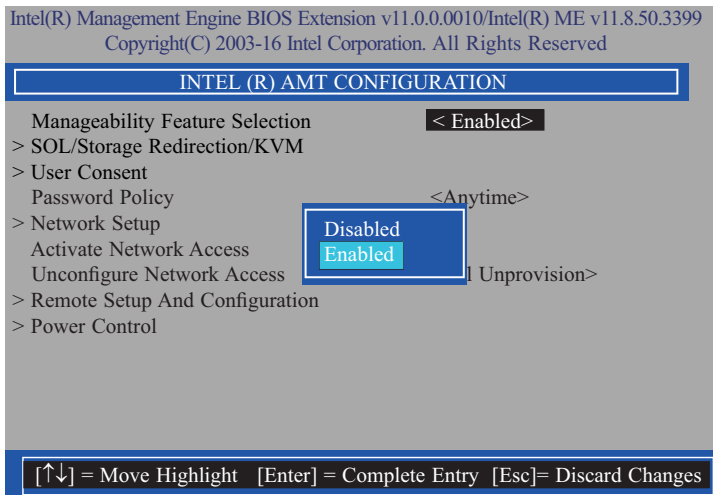 Intel(R) Management Engine BIOS Extension v11.0.0.0010/Intel(R) ME v11.8.50.3399
Copyright(C) 2003-16 Intel Corporation. All Rights Reserved
INTEL (R) AMT CONFIGURATION
Manageability Feature Selection < Enabled>
> SOL/Storage Redirection/KVM
> User Consent
Password Policy <Anytime>
> Network Setup
Activate Network Access
Unconfigure Network Access l Unprovision>
> Remote Setup And Configuration
> Power Control
Disabled
Enabled
[↑↓] = Move Highlight [Enter] = Complete Entry [Esc]= Discard Changes